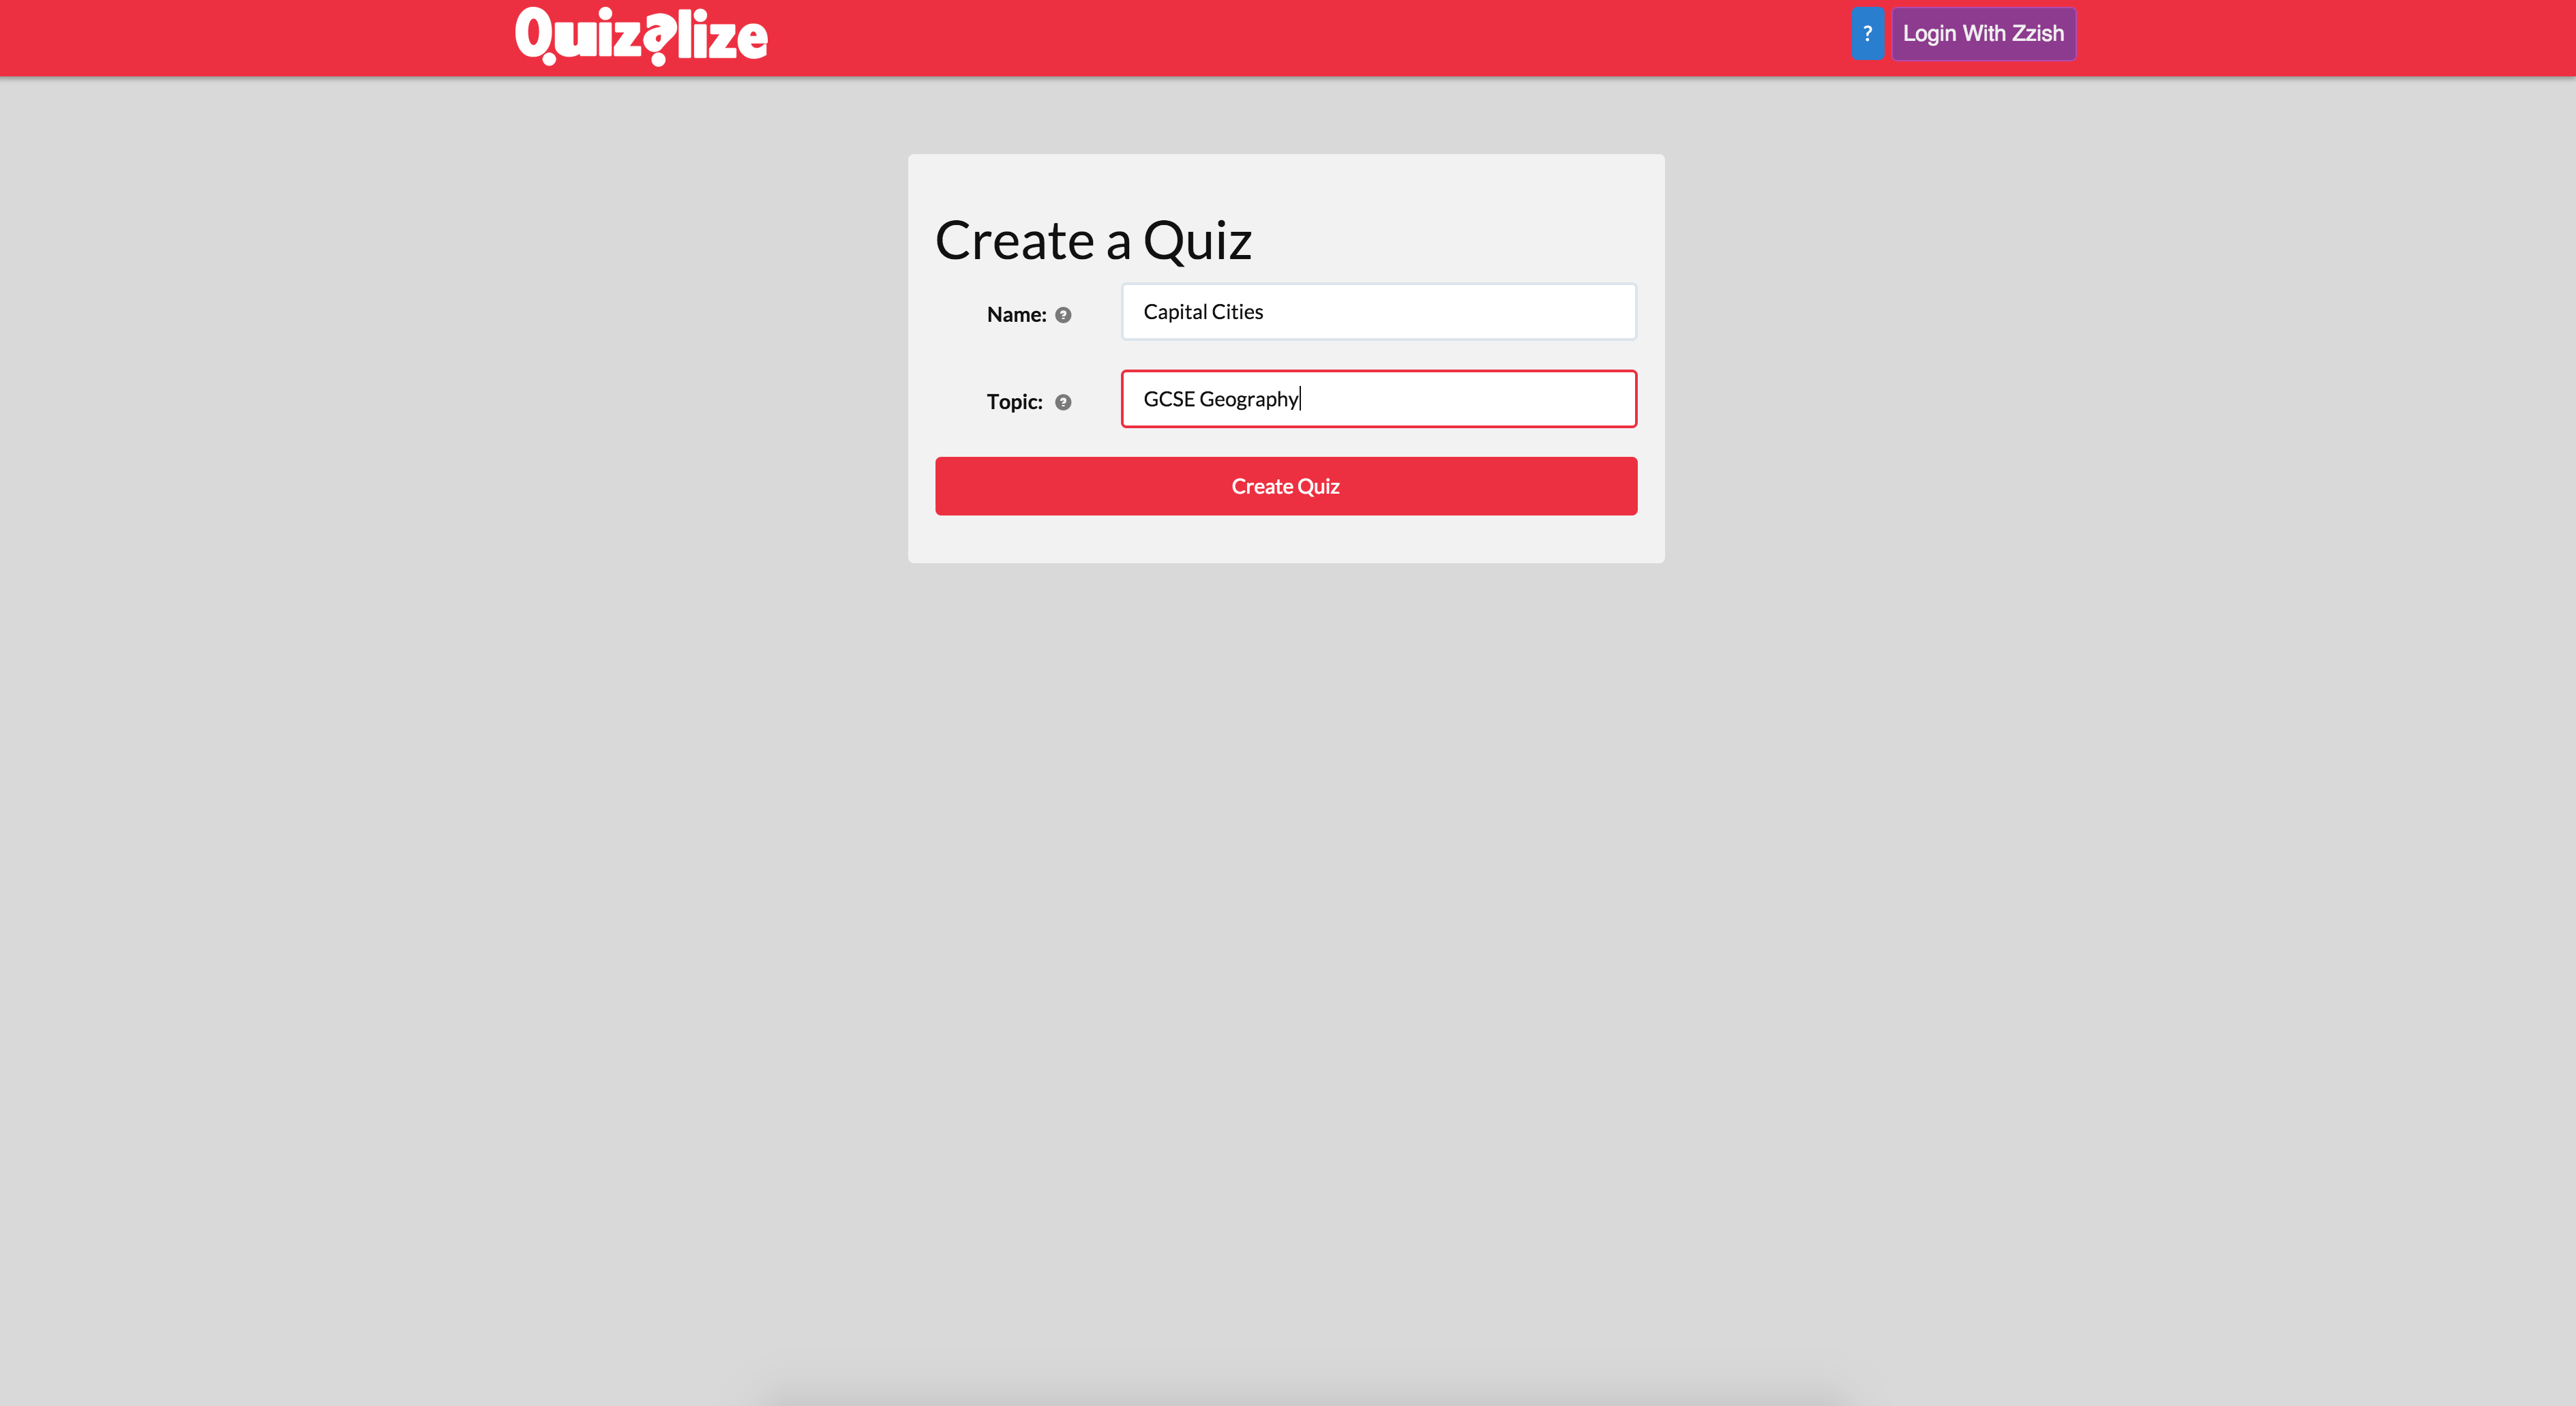 Quizalize
?
Login With Zzish
Create a Quiz
Name: ?
Capital Cities
Topic: ?
GCSE Geography
Create Quiz